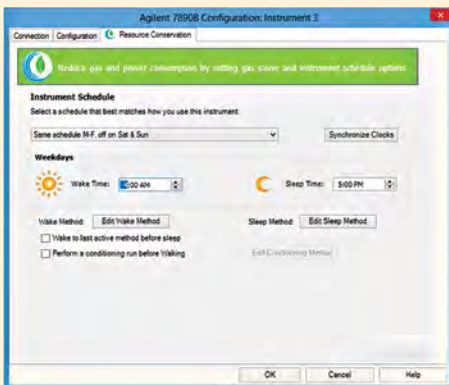 Agilent 7890B Configuration: Instrument 3
Connection Configuration Resource Conservation
Reduce gas and power consumption by setting gas saver and instrument schedule options
Instrument Schedule
Select a schedule that best matches how you use this instrument
Same schedule M-F, off on Sat & Sun Synchronize Clocks
Weekdays
Wake Time: :00 AM Sleep Time: 5:00 PM
Wake Method: Edit Wake Method Sleep Method: Edit Sleep Method
Wake to last active method before sleep
Perform a conditioning run before Waking Edit Conditioning Method
OK Cancel Help